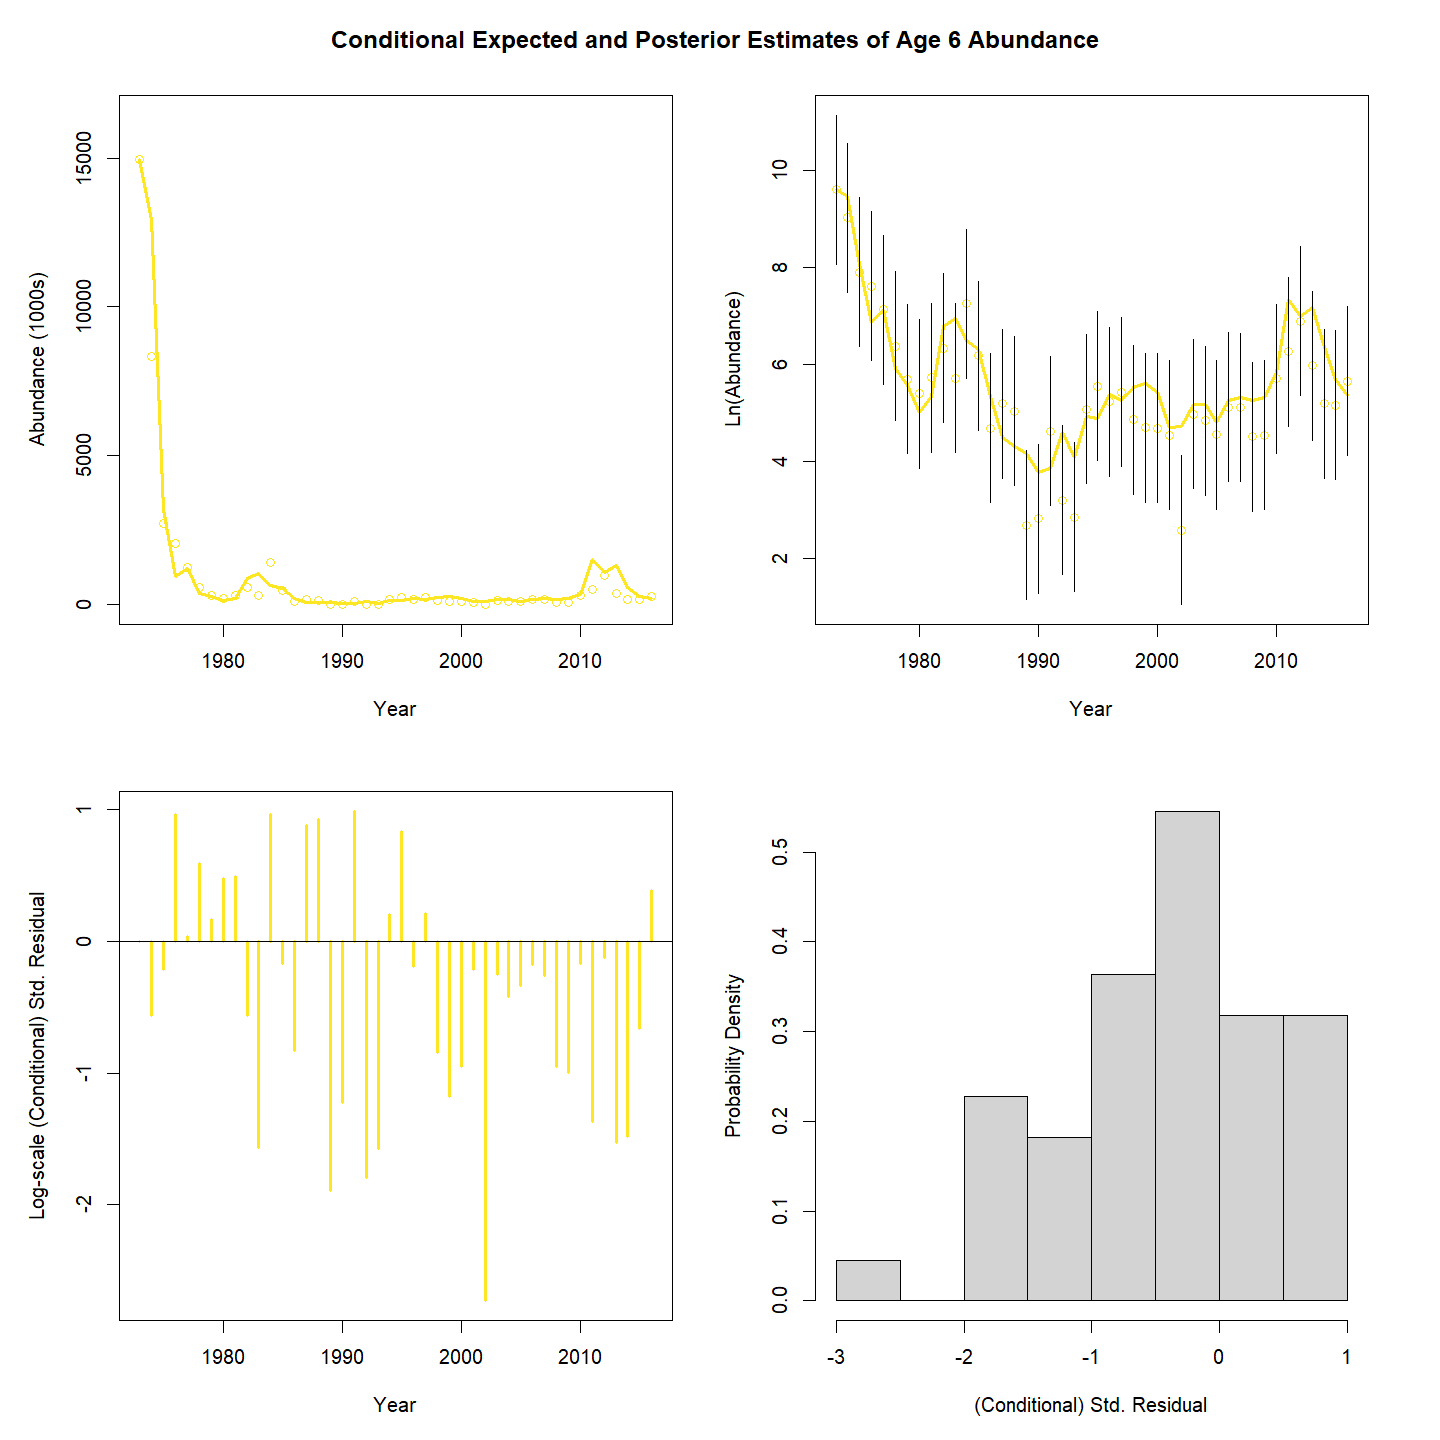 Conditional Expected and Posterior Estimates of Age 6 Abundance
Abundance (1000s)
15000
10000
5000
0
1980 1990 2000 2010
Year
Ln(Abundance)
10
8
6
4
2
1980 1990 2000 2010
Year
Log-scale (Conditional) Std. Residual
1
0
-1
-2
1980 1990 2000 2010
Year
Probability Density
0.5
0.4
0.3
0.2
0.1
0.0
-3 -2 -1 0 1
(Conditional) Std. Residual